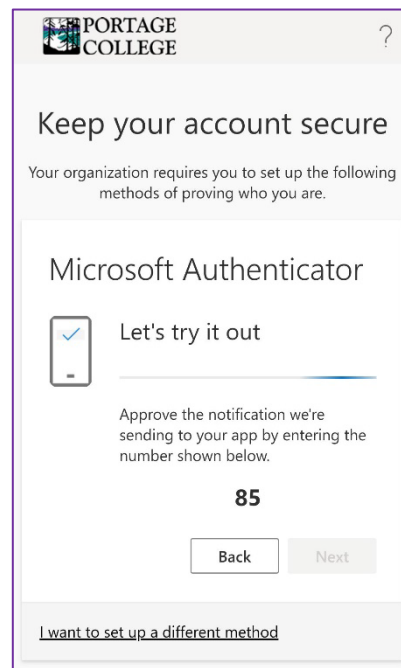 PORTAGE
COLLEGE
?
Keep your account secure
Your organization requires you to set up the following
methods of proving who you are.
Microsoft Authenticator
Let's try it out
Approve the notification we're
sending to your app by entering the
number shown below.
85
Back Next
I want to set up a different method